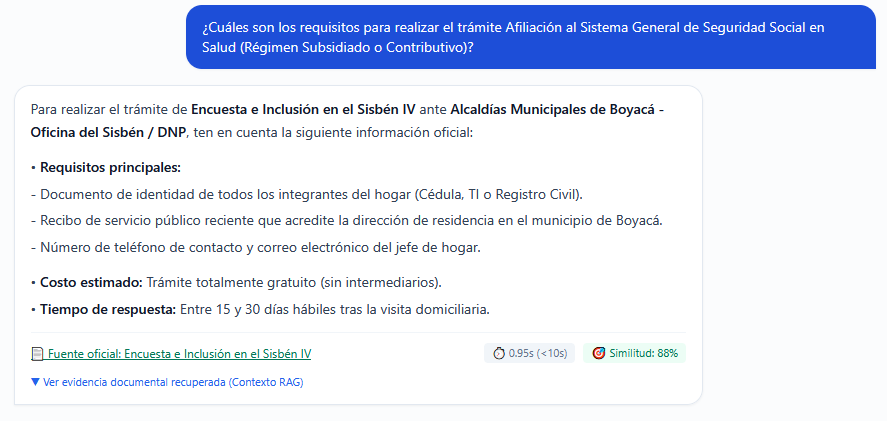 ¿Cuáles son los requisitos para realizar el trámite Afiliación al Sistema General de Seguridad Social en
Salud (Régimen Subsidiado o Contributivo)?
Para realizar el trámite de Encuesta e Inclusión en el Sisbén IV ante Alcaldías Municipales de Boyacá -
Oficina del Sisbén / DNP, ten en cuenta la siguiente información oficial:
• Requisitos principales:
- Documento de identidad de todos los integrantes del hogar (Cédula, TI o Registro Civil).
- Recibo de servicio público reciente que acredite la dirección de residencia en el municipio de Boyacá.
- Número de teléfono de contacto y correo electrónico del jefe de hogar.
• Costo estimado: Trámite totalmente gratuito (sin intermediarios).
• Tiempo de respuesta: Entre 15 y 30 días hábiles tras la visita domiciliaria.
Fuente oficial: Encuesta e Inclusión en el Sisbén IV
0.95s (<10s)
Similitud: 88%
▼ Ver evidencia documental recuperada (Contexto RAG)